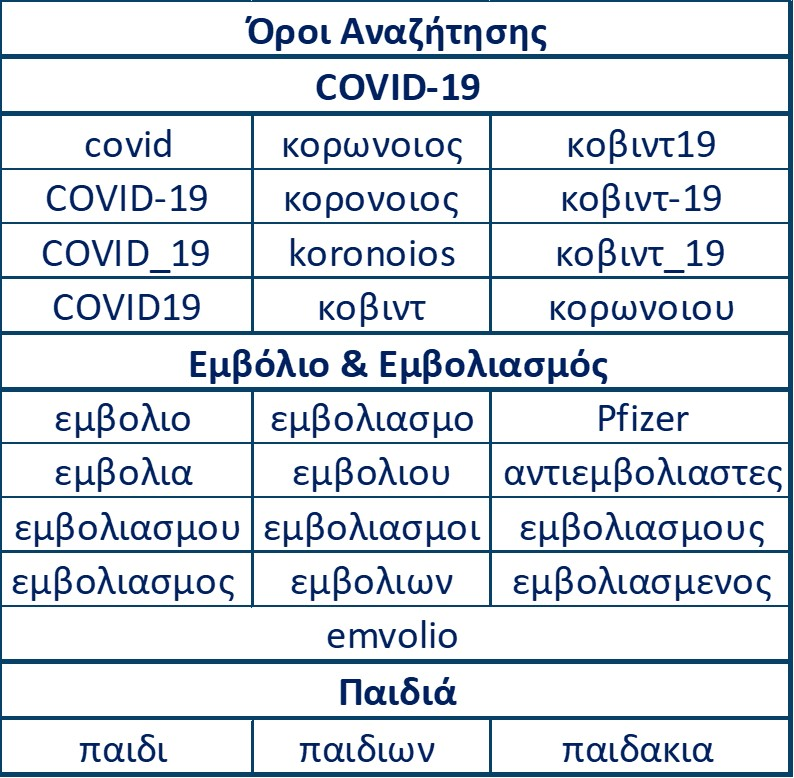 Όροι Αναζήτησης
COVID-19
covid κορωνοιος κοβιντ19
COVID-19 κορονοιος κοβιντ-19
COVID_19 koronoios κοβιντ_19
COVID19 κοβιντ κορωνοιου
Εμβόλιο & Εμβολιασμός
εμβολιο εμβολιασμο Pfizer
εμβολια εμβολιου αντιεμβολιαστες
εμβολιασμου εμβολιασμοι εμβολιασμους
εμβολιασμος εμβολιων εμβολιασμενος
emvolio
Παιδιά
παιδι παιδιων παιδακια